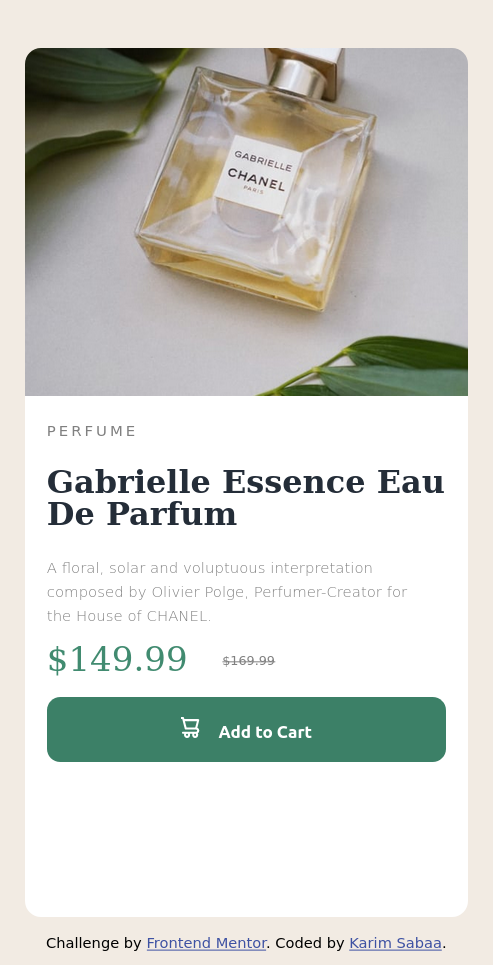 GABRIELLE
CHANEL
PARIS
PERFUME
Gabrielle Essence Eau
De Parfum
A floral, solar and voluptuous interpretation
composed by Olivier Polge, Perfumer-Creator for
the House of CHANEL.
$149.99 $169.99
Add to Cart
Challenge by Frontend Mentor. Coded by Karim Sabaa.